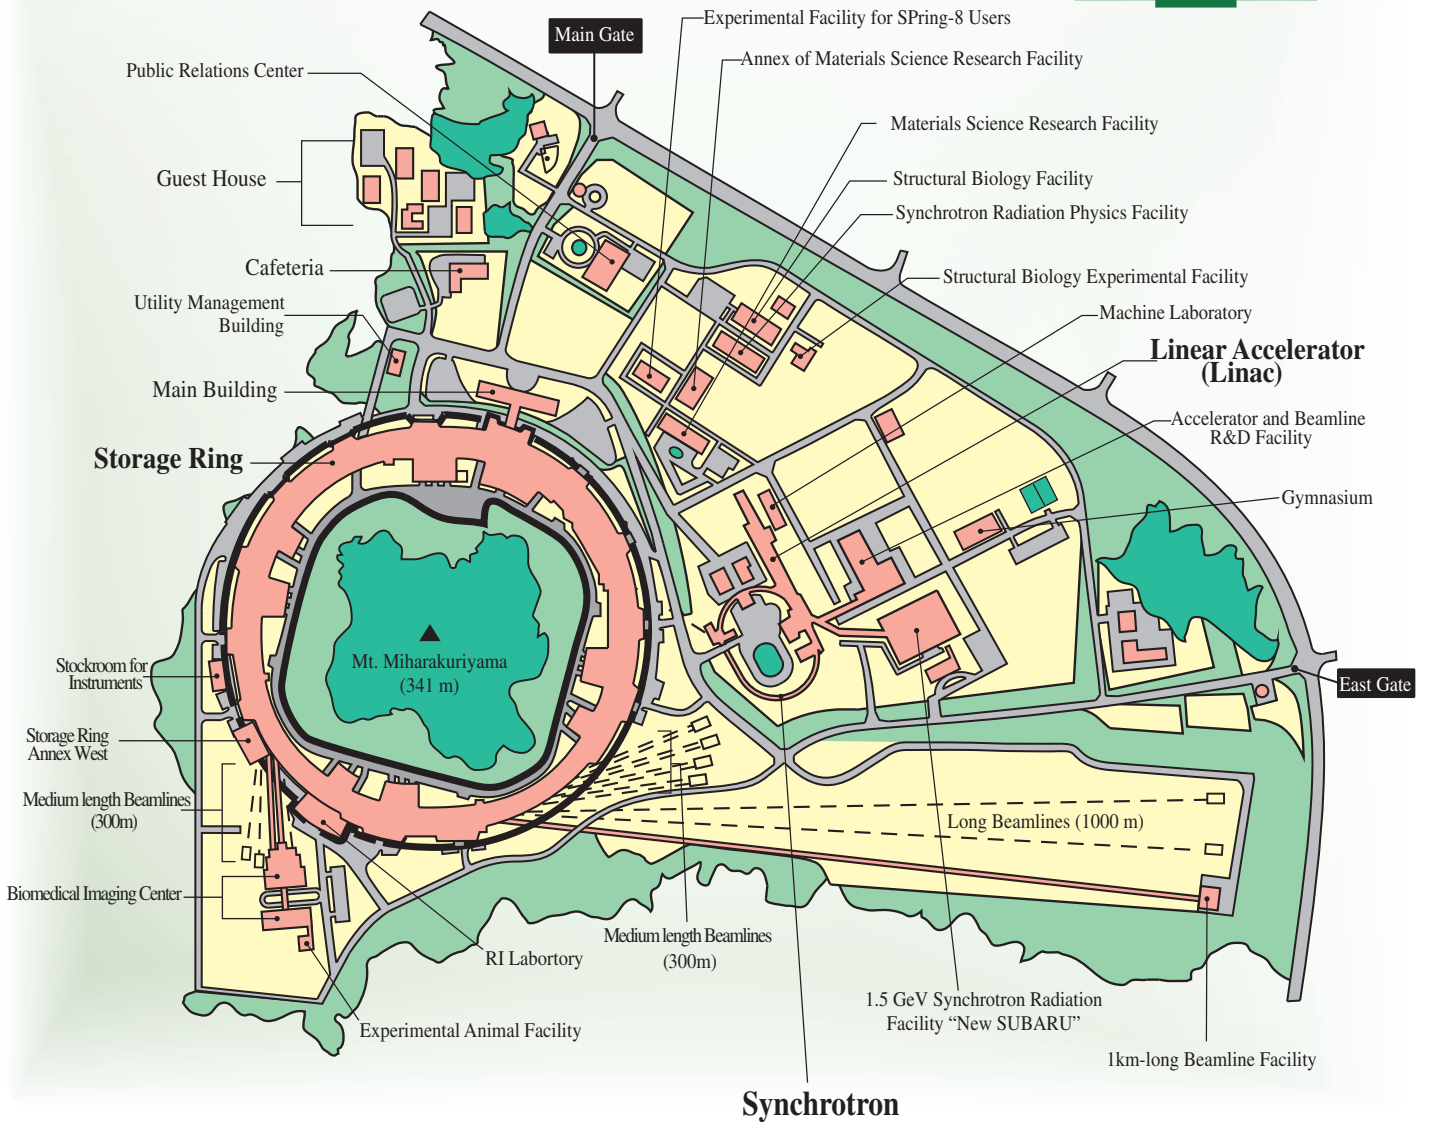 Experimental Facility for SPring-8 Users
Main Gate
Annex of Materials Science Research Facility
Public Relations Center
Materials Science Research Facility
Guest House
Structural Biology Facility
Synchrotron Radiation Physics Facility
Cafeteria
Structural Biology Experimental Facility
Utility Management
Building
Machine Laboratory
Linear Accelerator
(Linac)
Main Building
Accelerator and Beamline
R&D Facility
Storage Ring
Gymnasium
Mt. Miharakuriyama
(341 m)
Stockroom for
Instruments
East Gate
Storage Ring
Annex West
Medium length Beamlines
(300m)
Long Beamlines (1000 m)
Biomedical Imaging Center
Medium length Beamlines
(300m)
RI Labortory
1.5 GeV Synchrotron Radiation
Facility “New SUBARU”
Experimental Animal Facility
1km-long Beamline Facility
Synchrotron